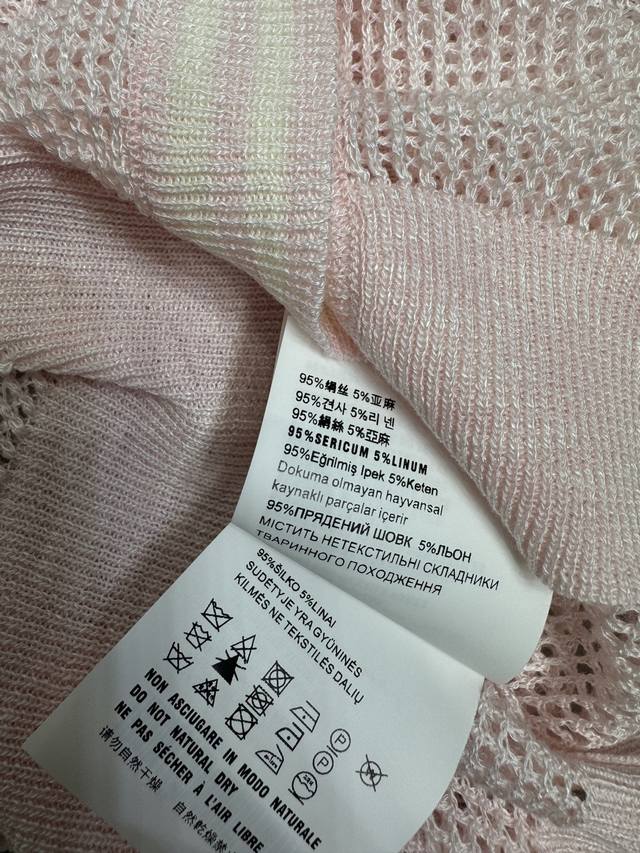 95%绢丝 5%亚麻
95%견사 5%리넨
95%絹絲 5%亞麻
95%SERICUM 5%LINUM
95%Eğrilmiş Ipek 5%Keten
Dokuma olmayan hayvansal
kaynaklı parçalar içerir
95%ПРЯДЕНИЙ ШОВК 5%ЛЬОН
МІСТИТЬ НЕТЕКСТИЛЬНІ СКЛАДНИКИ
ТВАРИННОГО ПОХОДЖЕННЯ
95%ŠILKO 5%LINAI
SUDĖTYJE YRA GYŪNINĖS
KILMĖS NE TEKSTILĖS DALIŲ
P
P
NON ASCIUGARE IN MODO NATURALE
DO NOT NATURAL DRY
NE PAS SÉCHER À L'AIR LIBRE
请勿自然干燥 自然乾燥禁